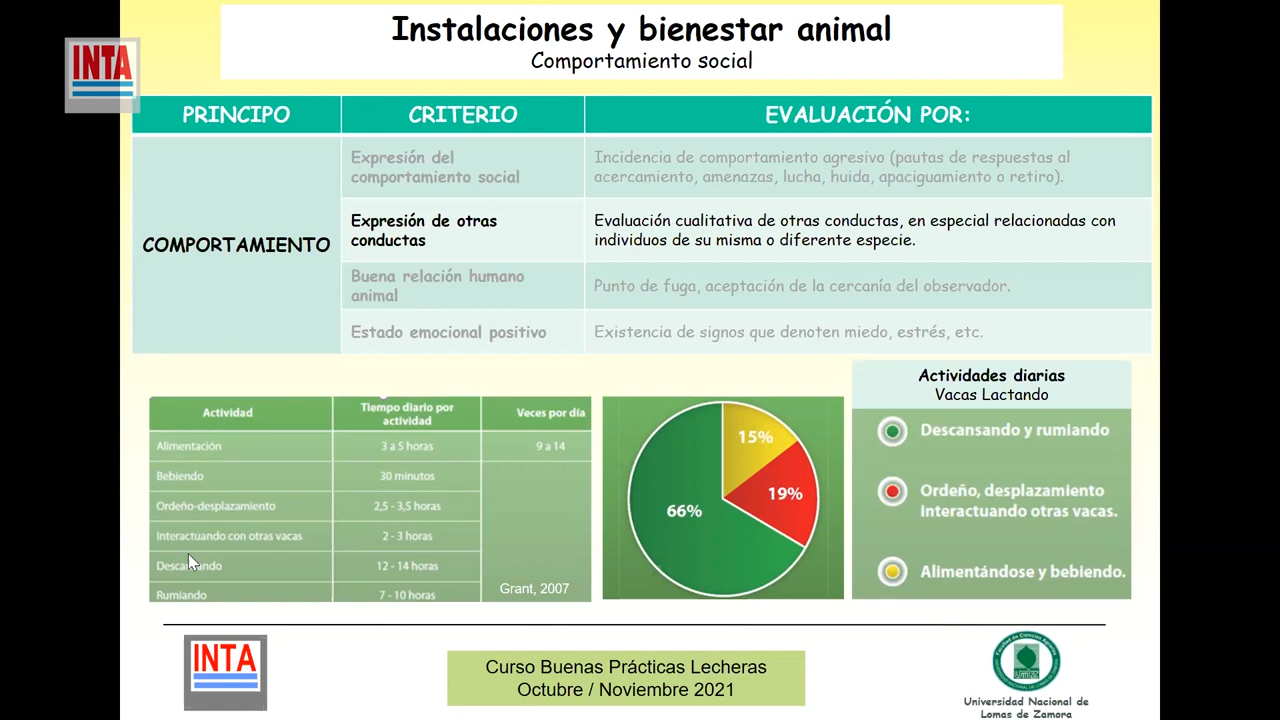 Instalaciones y bienestar animal
Comportamiento social
INTA
PRINCIPO
CRITERIO
EVALUACIÓN POR:
COMPORTAMIENTO
Expresión del
comportamiento social
Incidencia de comportamiento agresivo (pautas de respuestas al
acercamiento, amenazas, lucha, huida, apaciguamiento o retiro).
Expresión de otras
conductas
Evaluación cualitativa de otras conductas, en especial relacionadas con
individuos de su misma o diferente especie.
Buena relación humano
animal
Punto de fuga, aceptación de la cercanía del observador.
Estado emocional positivo
Existencia de signos que denoten miedo, estrés, etc.
Actividad
Tiempo diario por
actividad
Veces por día
Alimentación
3 a 5 horas
9 a 14
Bebiendo
30 minutos
Ordeño-desplazamiento
2,5 - 3,5 horas
Interactuando con otras vacas
2 - 3 horas
Descansando
12 - 14 horas
Rumiando
7 - 10 horas
Grant, 2007
15%
19%
66%
Actividades diarias
Vacas Lactando
Descansando y rumiando
Ordeño, desplazamiento
Interactuando otras vacas.
Alimentándose y bebiendo.
INTA
Curso Buenas Prácticas Lecheras
Octubre / Noviembre 2021
Universidad Nacional de
Lomas de Zamora